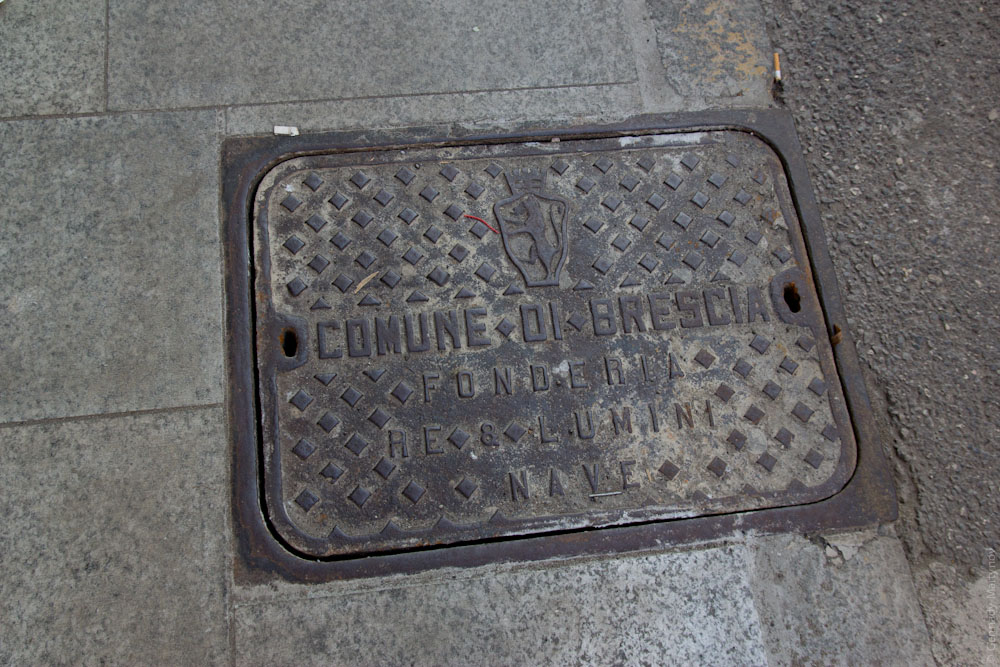 COMUNE DI BRESCIA
FONDERIA
RE & LUMINI
NAVE